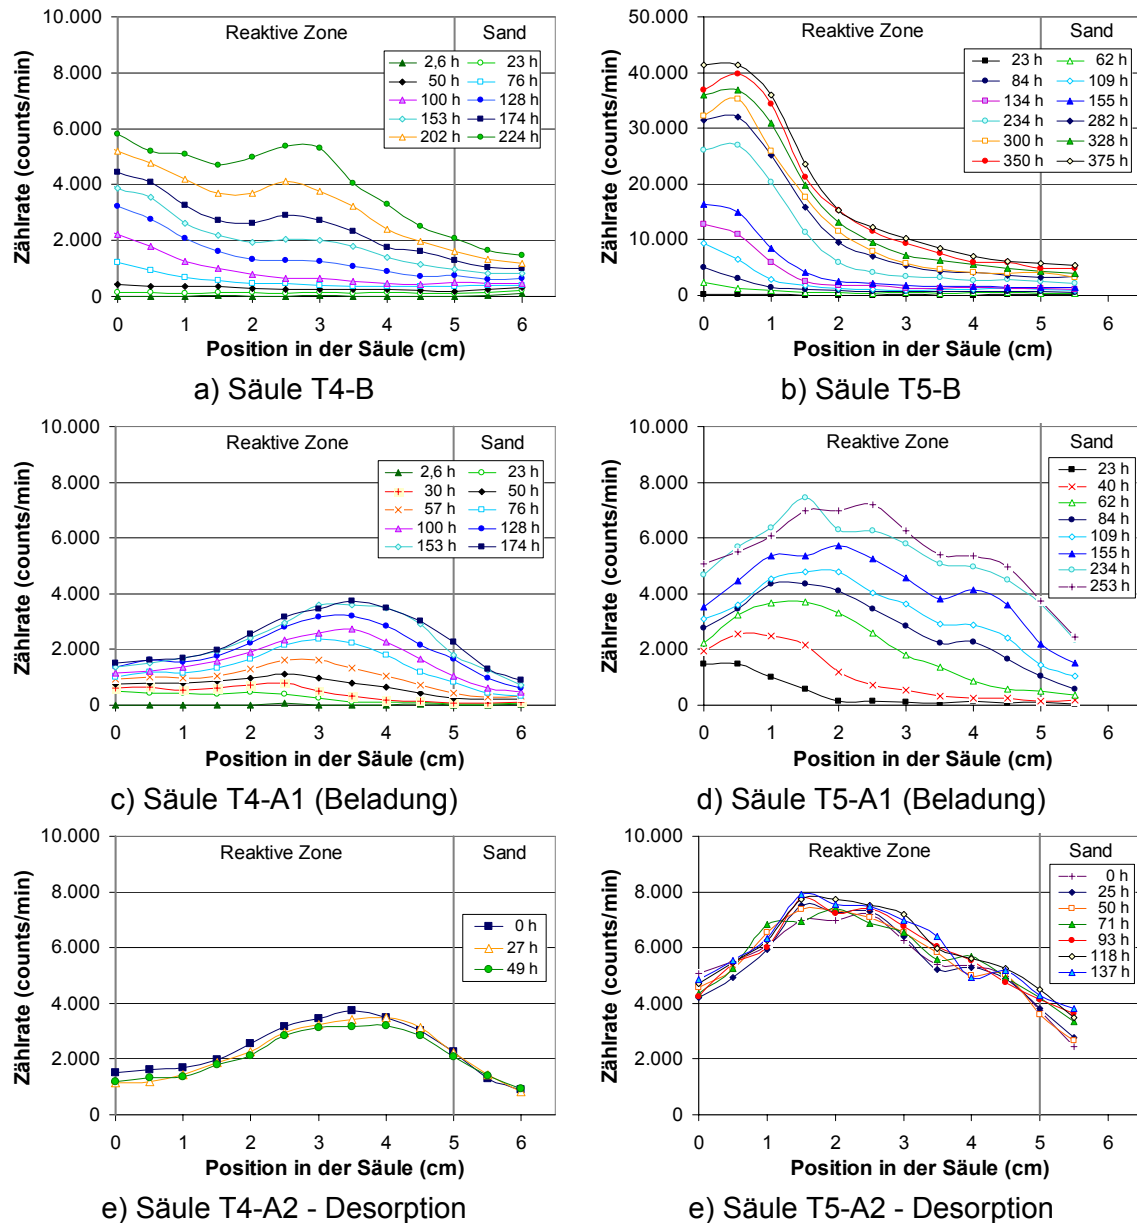 10.000
8.000
6.000
4.000
2.000
0
Zählrate (counts/min)
Reaktive Zone
Sand
2,6 h 23 h
50 h 76 h
100 h 128 h
153 h 174 h
202 h 224 h
0 1 2 3 4 5 6
Position in der Säule (cm)
a) Säule T4-B
50.000
40.000
30.000
20.000
10.000
0
Zählrate (counts/min)
Reaktive Zone
Sand
23 h 62 h
84 h 109 h
134 h 155 h
234 h 282 h
300 h 328 h
350 h 375 h
0 1 2 3 4 5 6
Position in der Säule (cm)
b) Säule T5-B
10.000
8.000
6.000
4.000
2.000
0
Zählrate (counts/min)
Reaktive Zone
Sand
2,6 h 23 h
30 h 50 h
57 h 76 h
100 h 128 h
153 h 174 h
0 1 2 3 4 5 6
Position in der Säule (cm)
c) Säule T4-A1 (Beladung)
10.000
8.000
6.000
4.000
2.000
0
Zählrate (counts/min)
Reaktive Zone
Sand
23 h
40 h
62 h
84 h
109 h
155 h
234 h
253 h
0 1 2 3 4 5 6
Position in der Säule (cm)
d) Säule T5-A1 (Beladung)
10.000
8.000
6.000
4.000
2.000
0
Zählrate (counts/min)
Reaktive Zone
Sand
0 h
27 h
49 h
0 1 2 3 4 5 6
Position in der Säule (cm)
e) Säule T4-A2 - Desorption
10.000
8.000
6.000
4.000
2.000
0
Zählrate (counts/min)
Reaktive Zone
Sand
0 h
25 h
50 h
71 h
93 h
118 h
137 h
0 1 2 3 4 5 6
Position in der Säule (cm)
e) Säule T5-A2 - Desorption